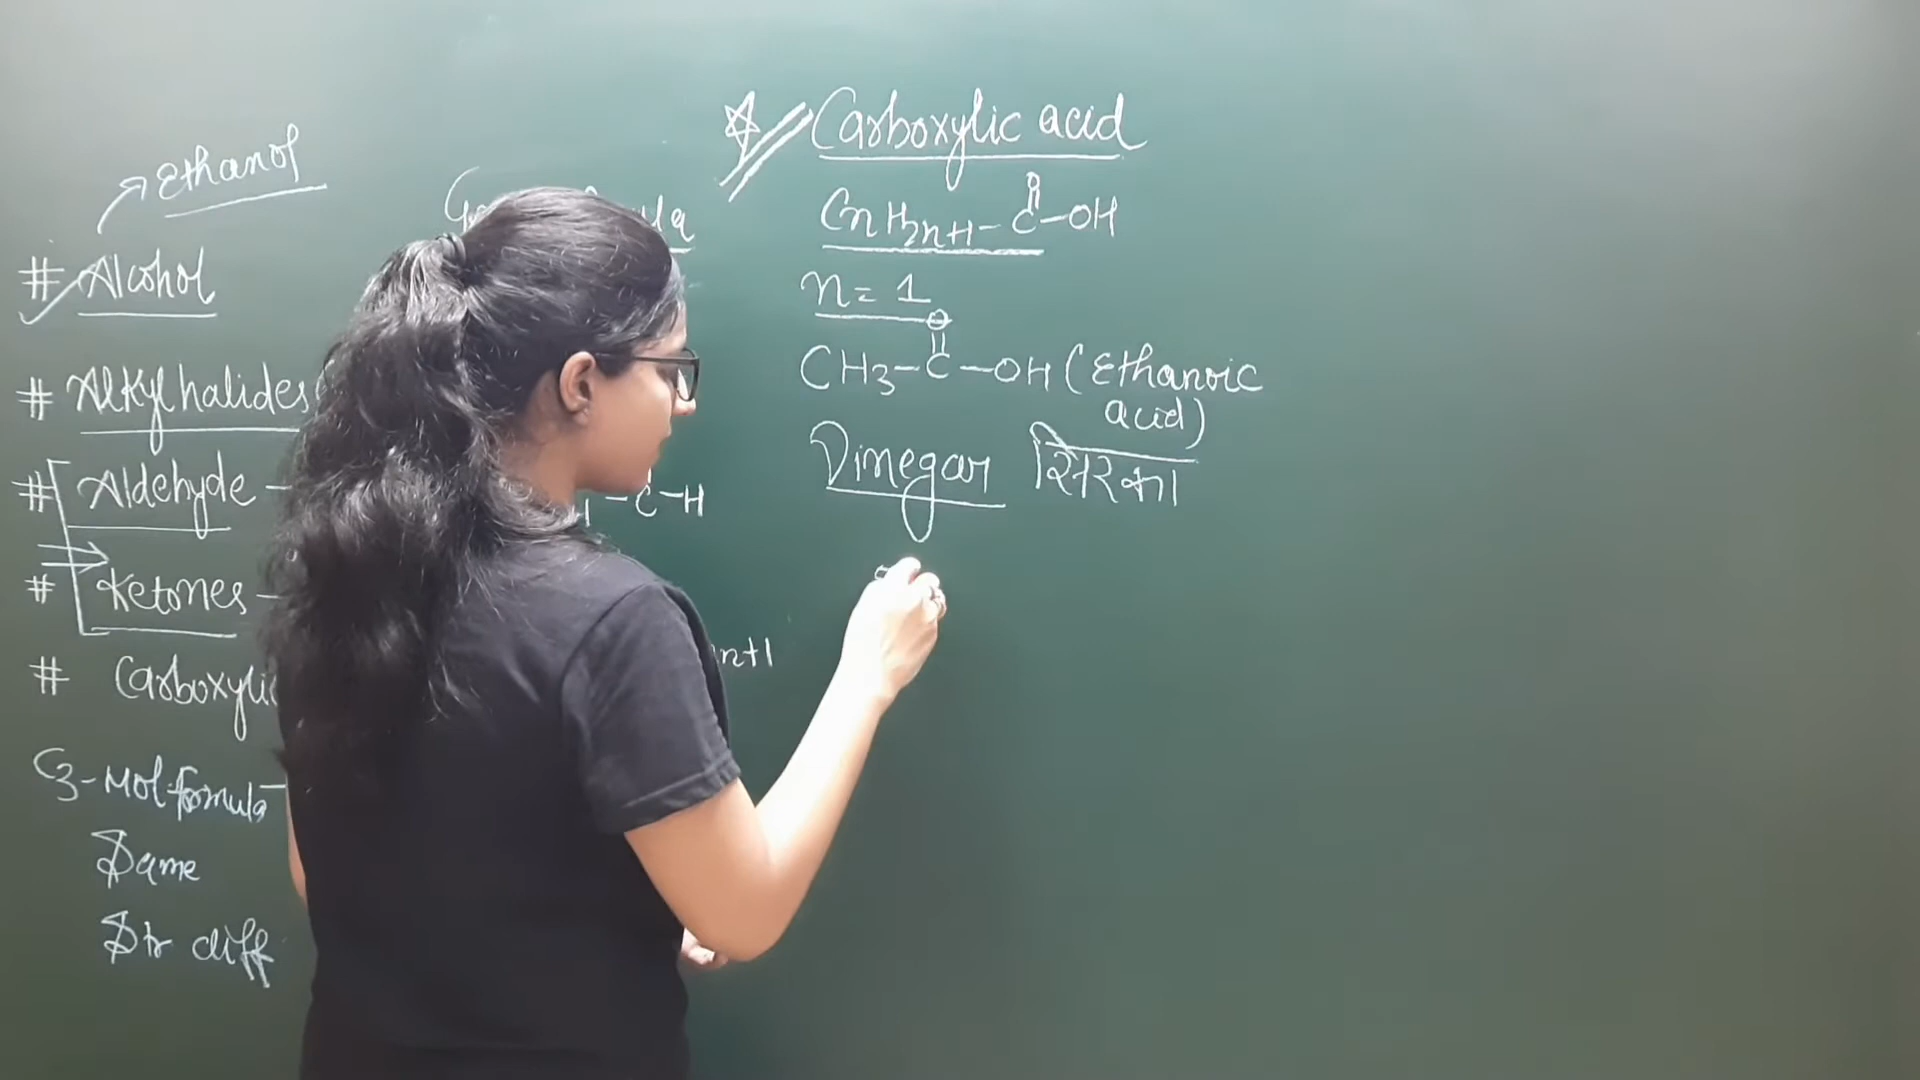 Ethanol
# Alcohol
# Alkyl halides
# Aldehyde -
# Ketones -
# Carboxylic
C3 - Mol formula -
Same
Str diff
-C-H
n+1
Carboxylic acid
CnH2n+1-C-OH
O
n = 1
O
CH3-C-OH (Ethanoic
acid)
Vinegar सिरका